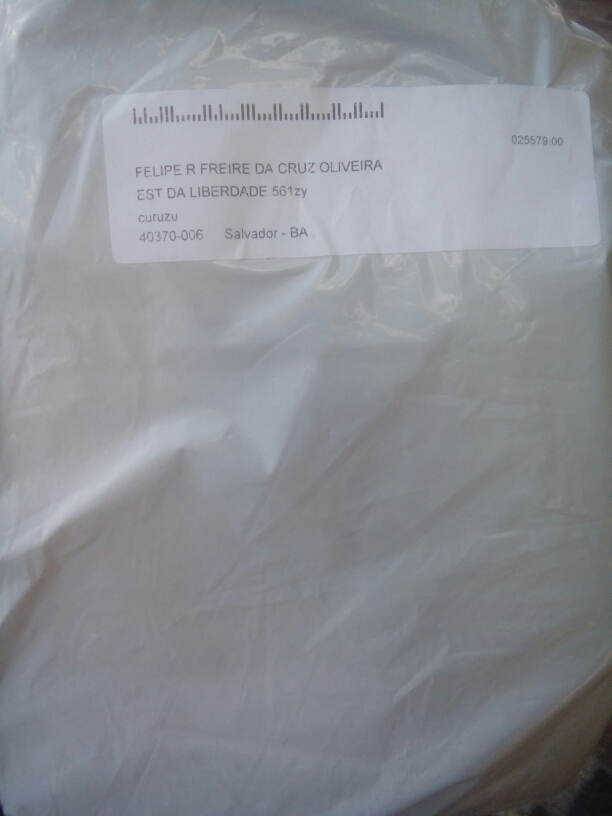 025579.00
FELIPE R FREIRE DA CRUZ OLIVEIRA
EST DA LIBERDADE 561zy
curuzu
40370-006 Salvador - BA